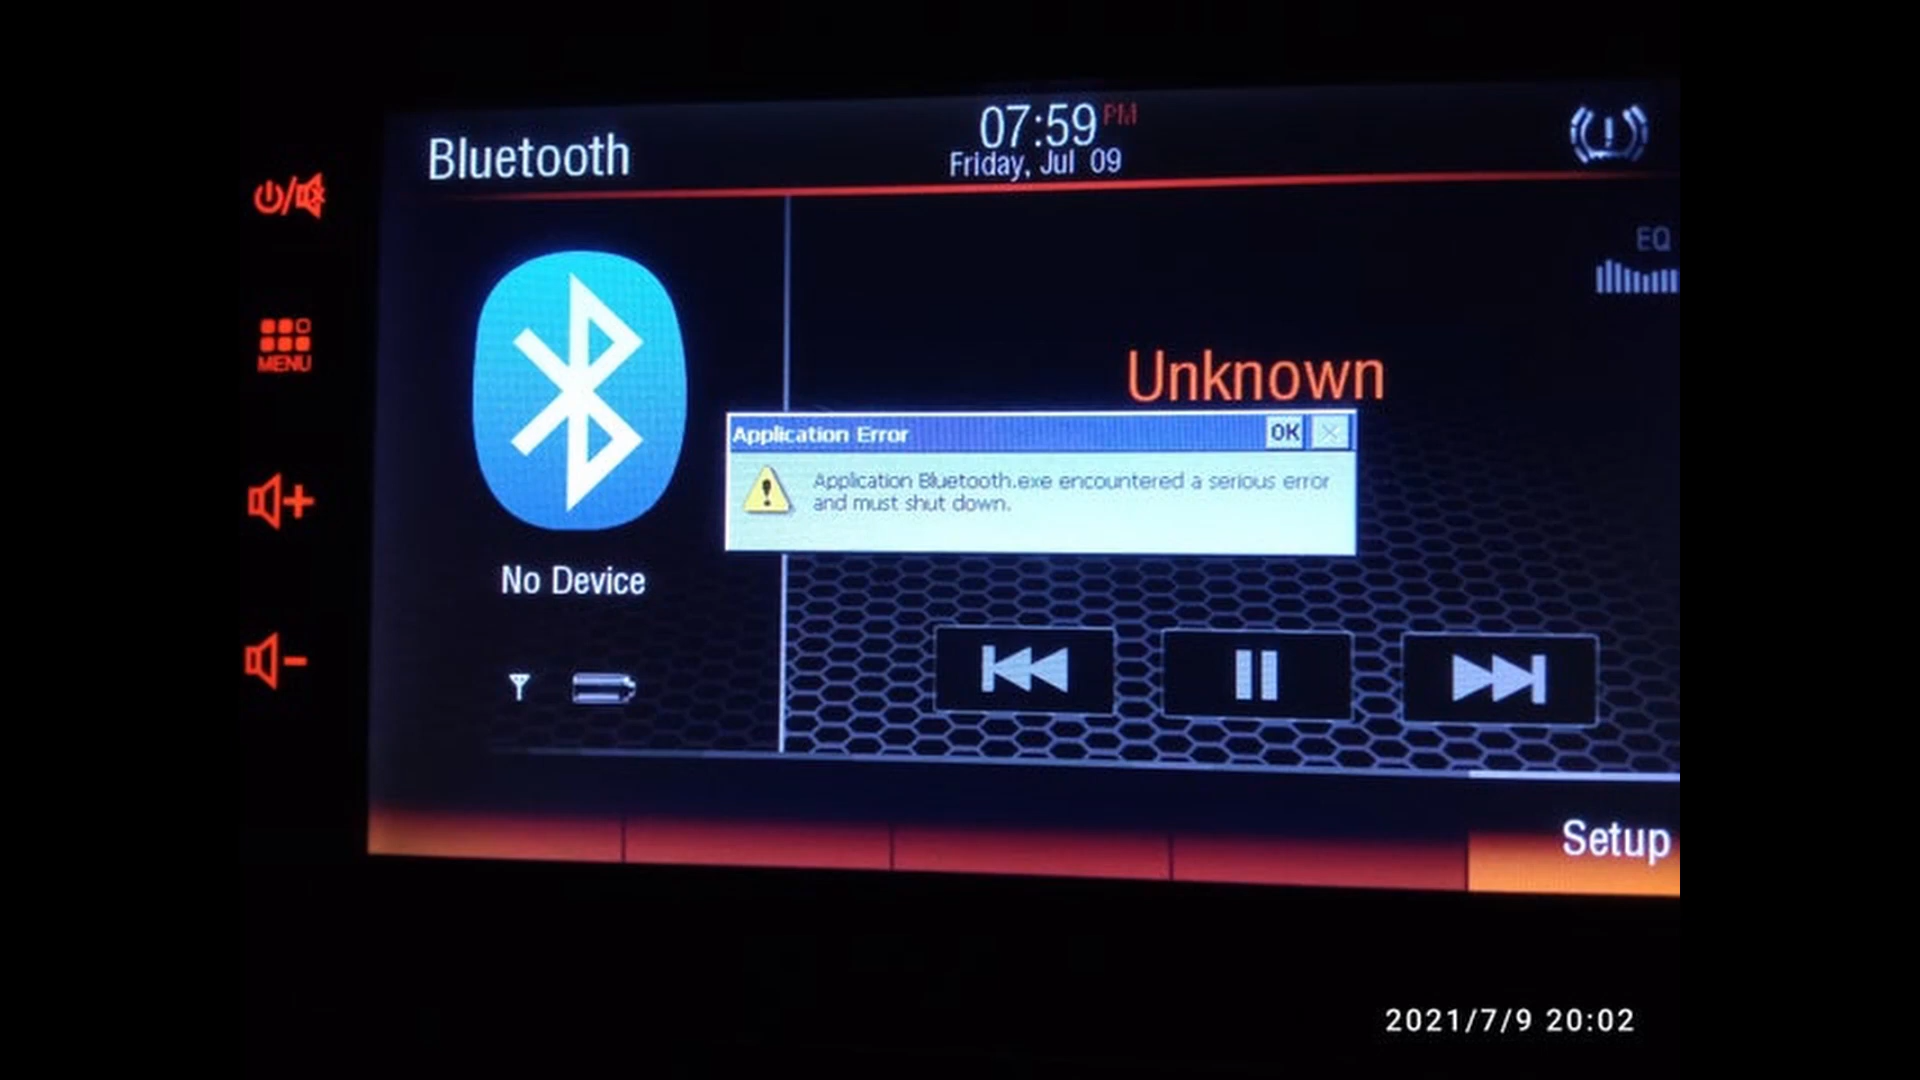 Bluetooth
07:59 PM
Friday, Jul 09
EQ
MENU
Unknown
Application Error
OK
Application Bluetooth.exe encountered a serious error
and must shut down.
No Device
Setup
2021/7/9 20:02